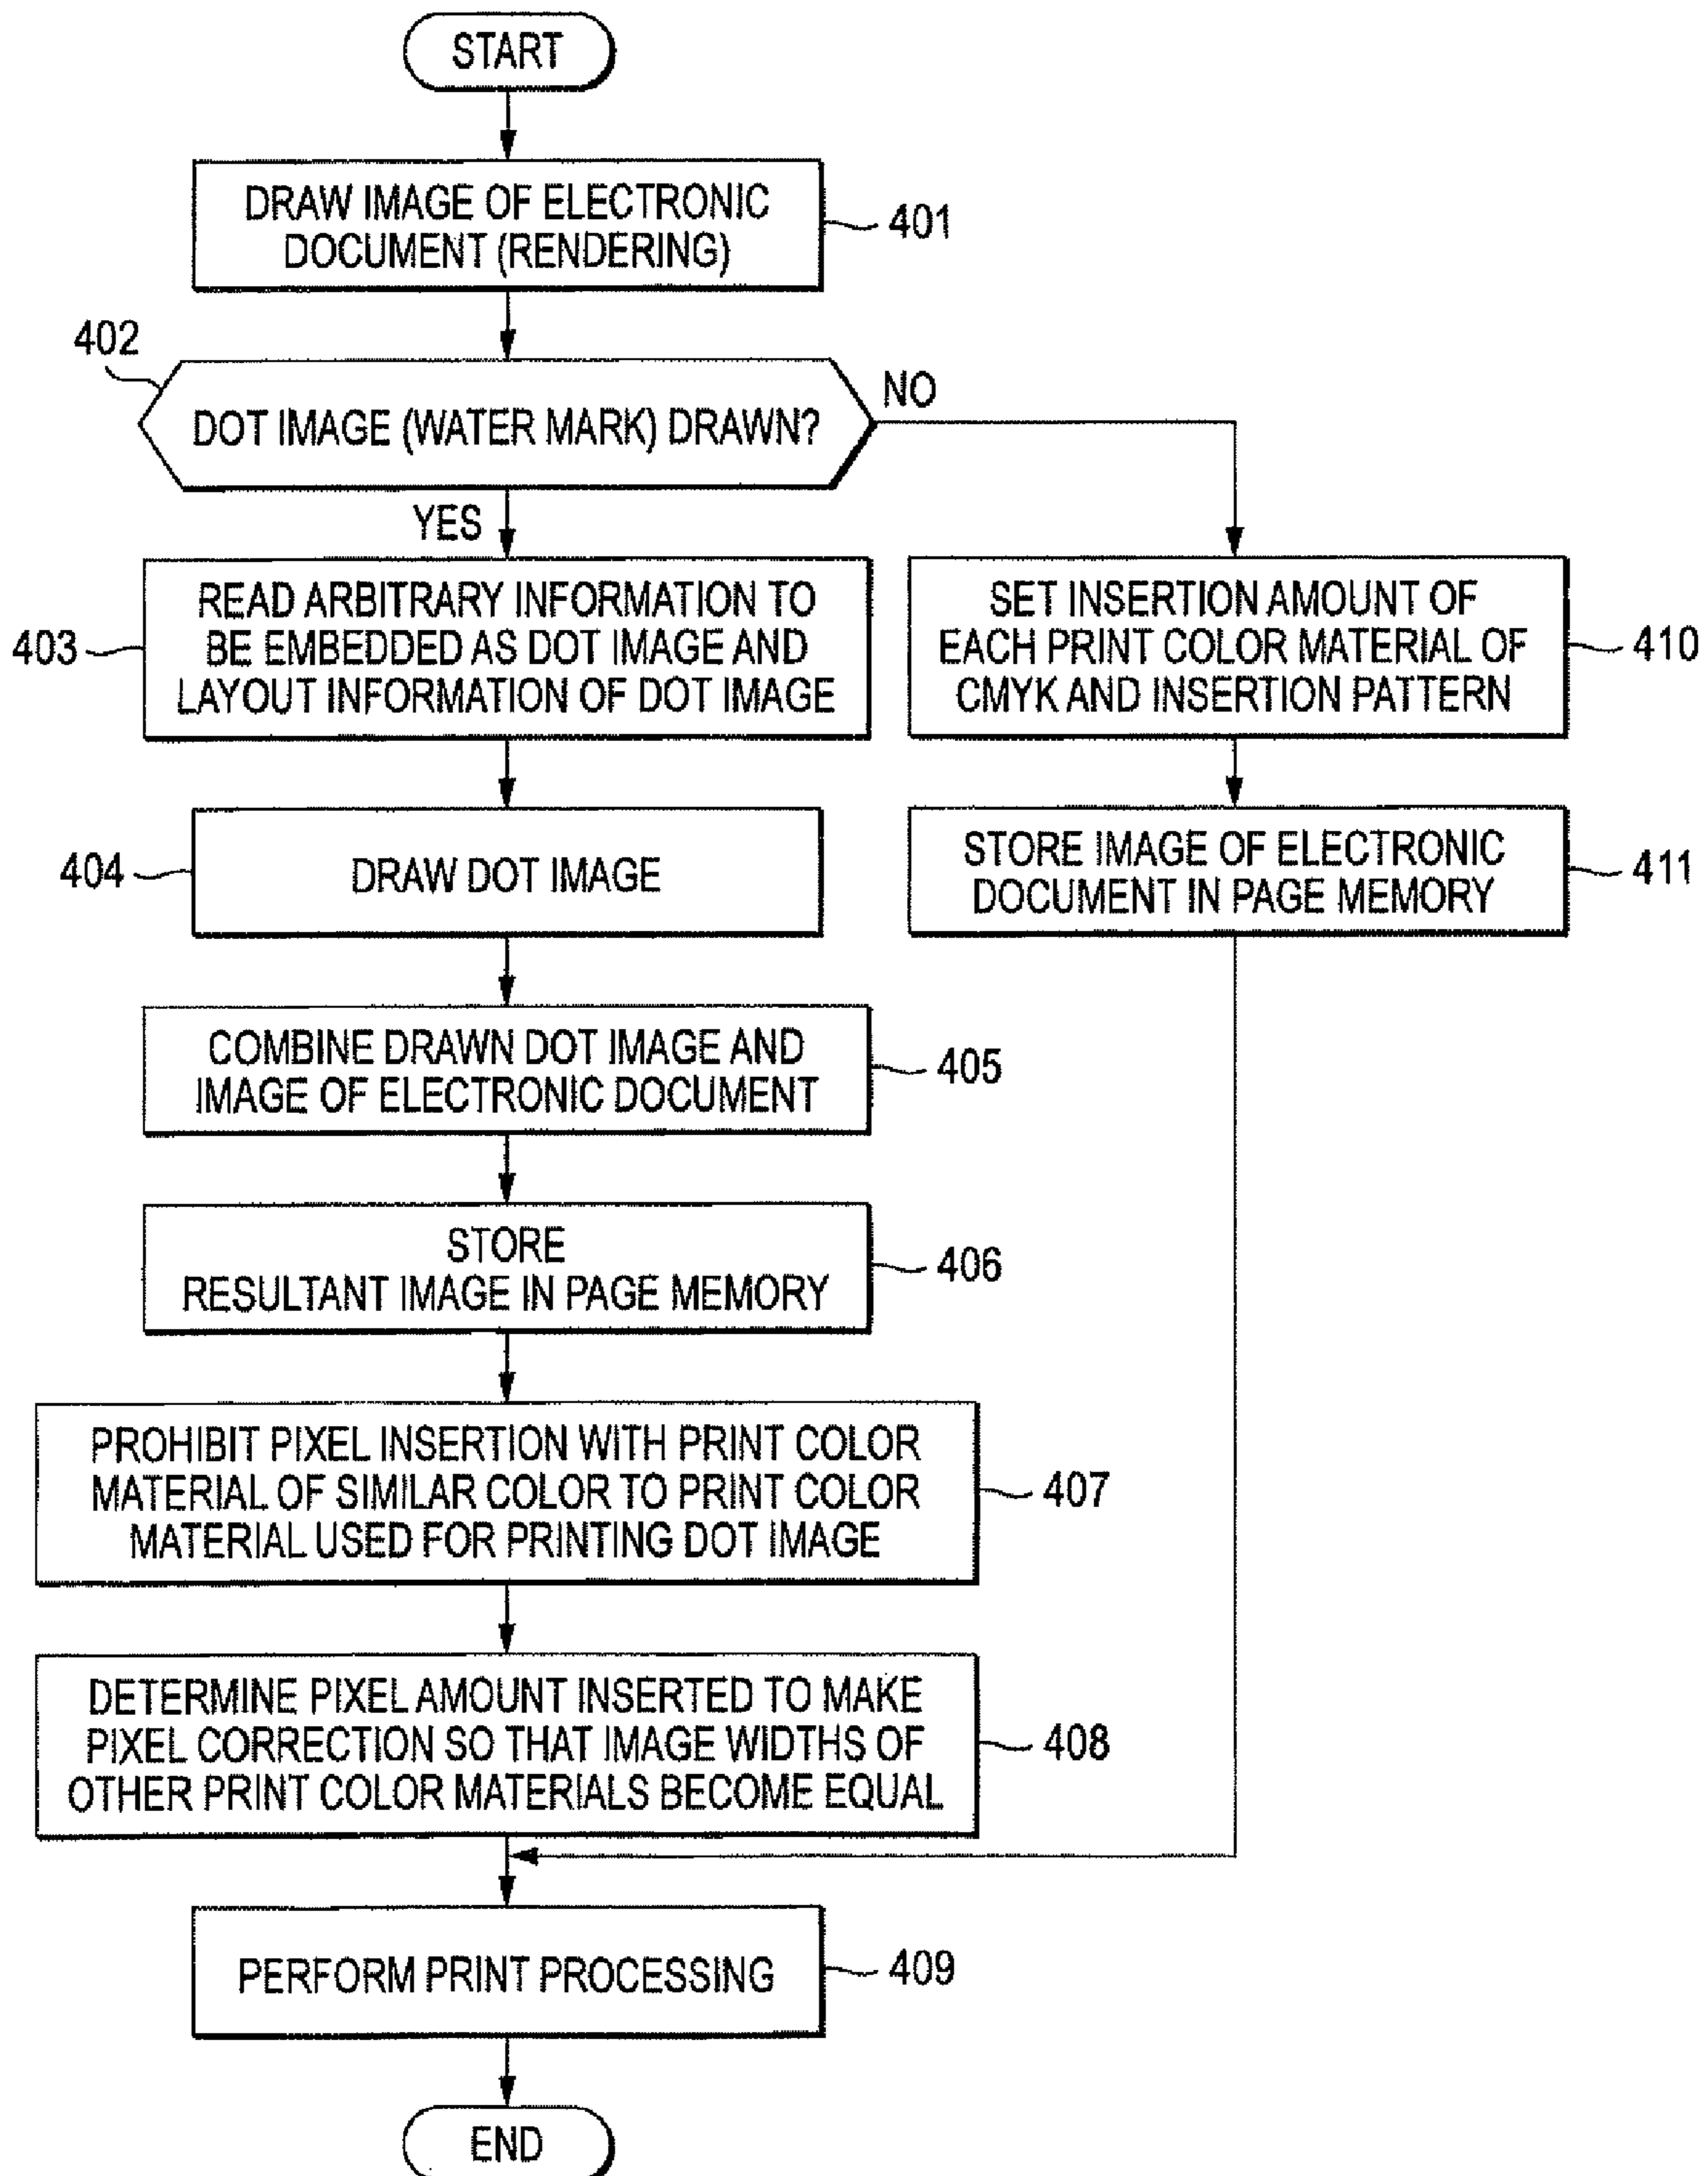 START
DRAW IMAGE OF ELECTRONIC
DOCUMENT (RENDERING)
401
402
DOT IMAGE (WATER MARK) DRAWN?
NO
YES
READ ARBITRARY INFORMATION TO
BE EMBEDDED AS DOT IMAGE AND
LAYOUT INFORMATION OF DOT IMAGE
403
SET INSERTION AMOUNT OF
EACH PRINT COLOR MATERIAL OF
CMYK AND INSERTION PATTERN
410
404
DRAW DOT IMAGE
STORE IMAGE OF ELECTRONIC
DOCUMENT IN PAGE MEMORY
411
COMBINE DRAWN DOT IMAGE AND
IMAGE OF ELECTRONIC DOCUMENT
405
STORE
RESULTANT IMAGE IN PAGE MEMORY
406
PROHIBIT PIXEL INSERTION WITH PRINT COLOR
MATERIAL OF SIMILAR COLOR TO PRINT COLOR
MATERIAL USED FOR PRINTING DOT IMAGE
407
DETERMINE PIXEL AMOUNT INSERTED TO MAKE
PIXEL CORRECTION SO THAT IMAGE WIDTHS OF
OTHER PRINT COLOR MATERIALS BECOME EQUAL
408
PERFORM PRINT PROCESSING
409
END